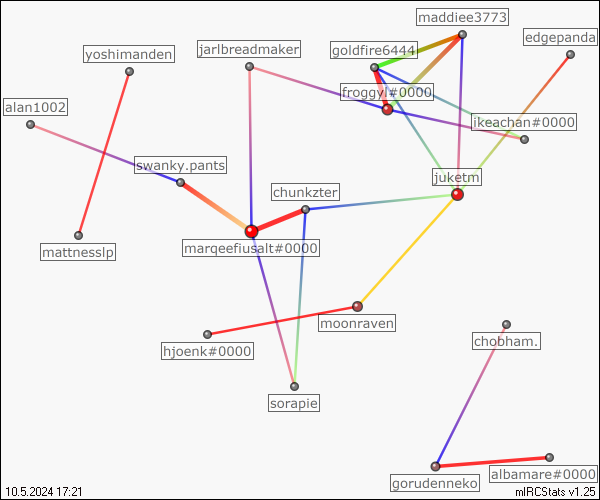 maddiee3773
edgepanda
goldfire6444
jarlbreadmaker
yoshimanden
froggyl#0000
alan1002
ikeachan#0000
swanky.pants
juketm
chunkzter
marqeefiusalt#0000
mattnesslp
moonraven
chobham.
hjoenk#0000
sorapie
albamare#0000
gorudenneko
10.5.2024 17:21
mIRCStats v1.25